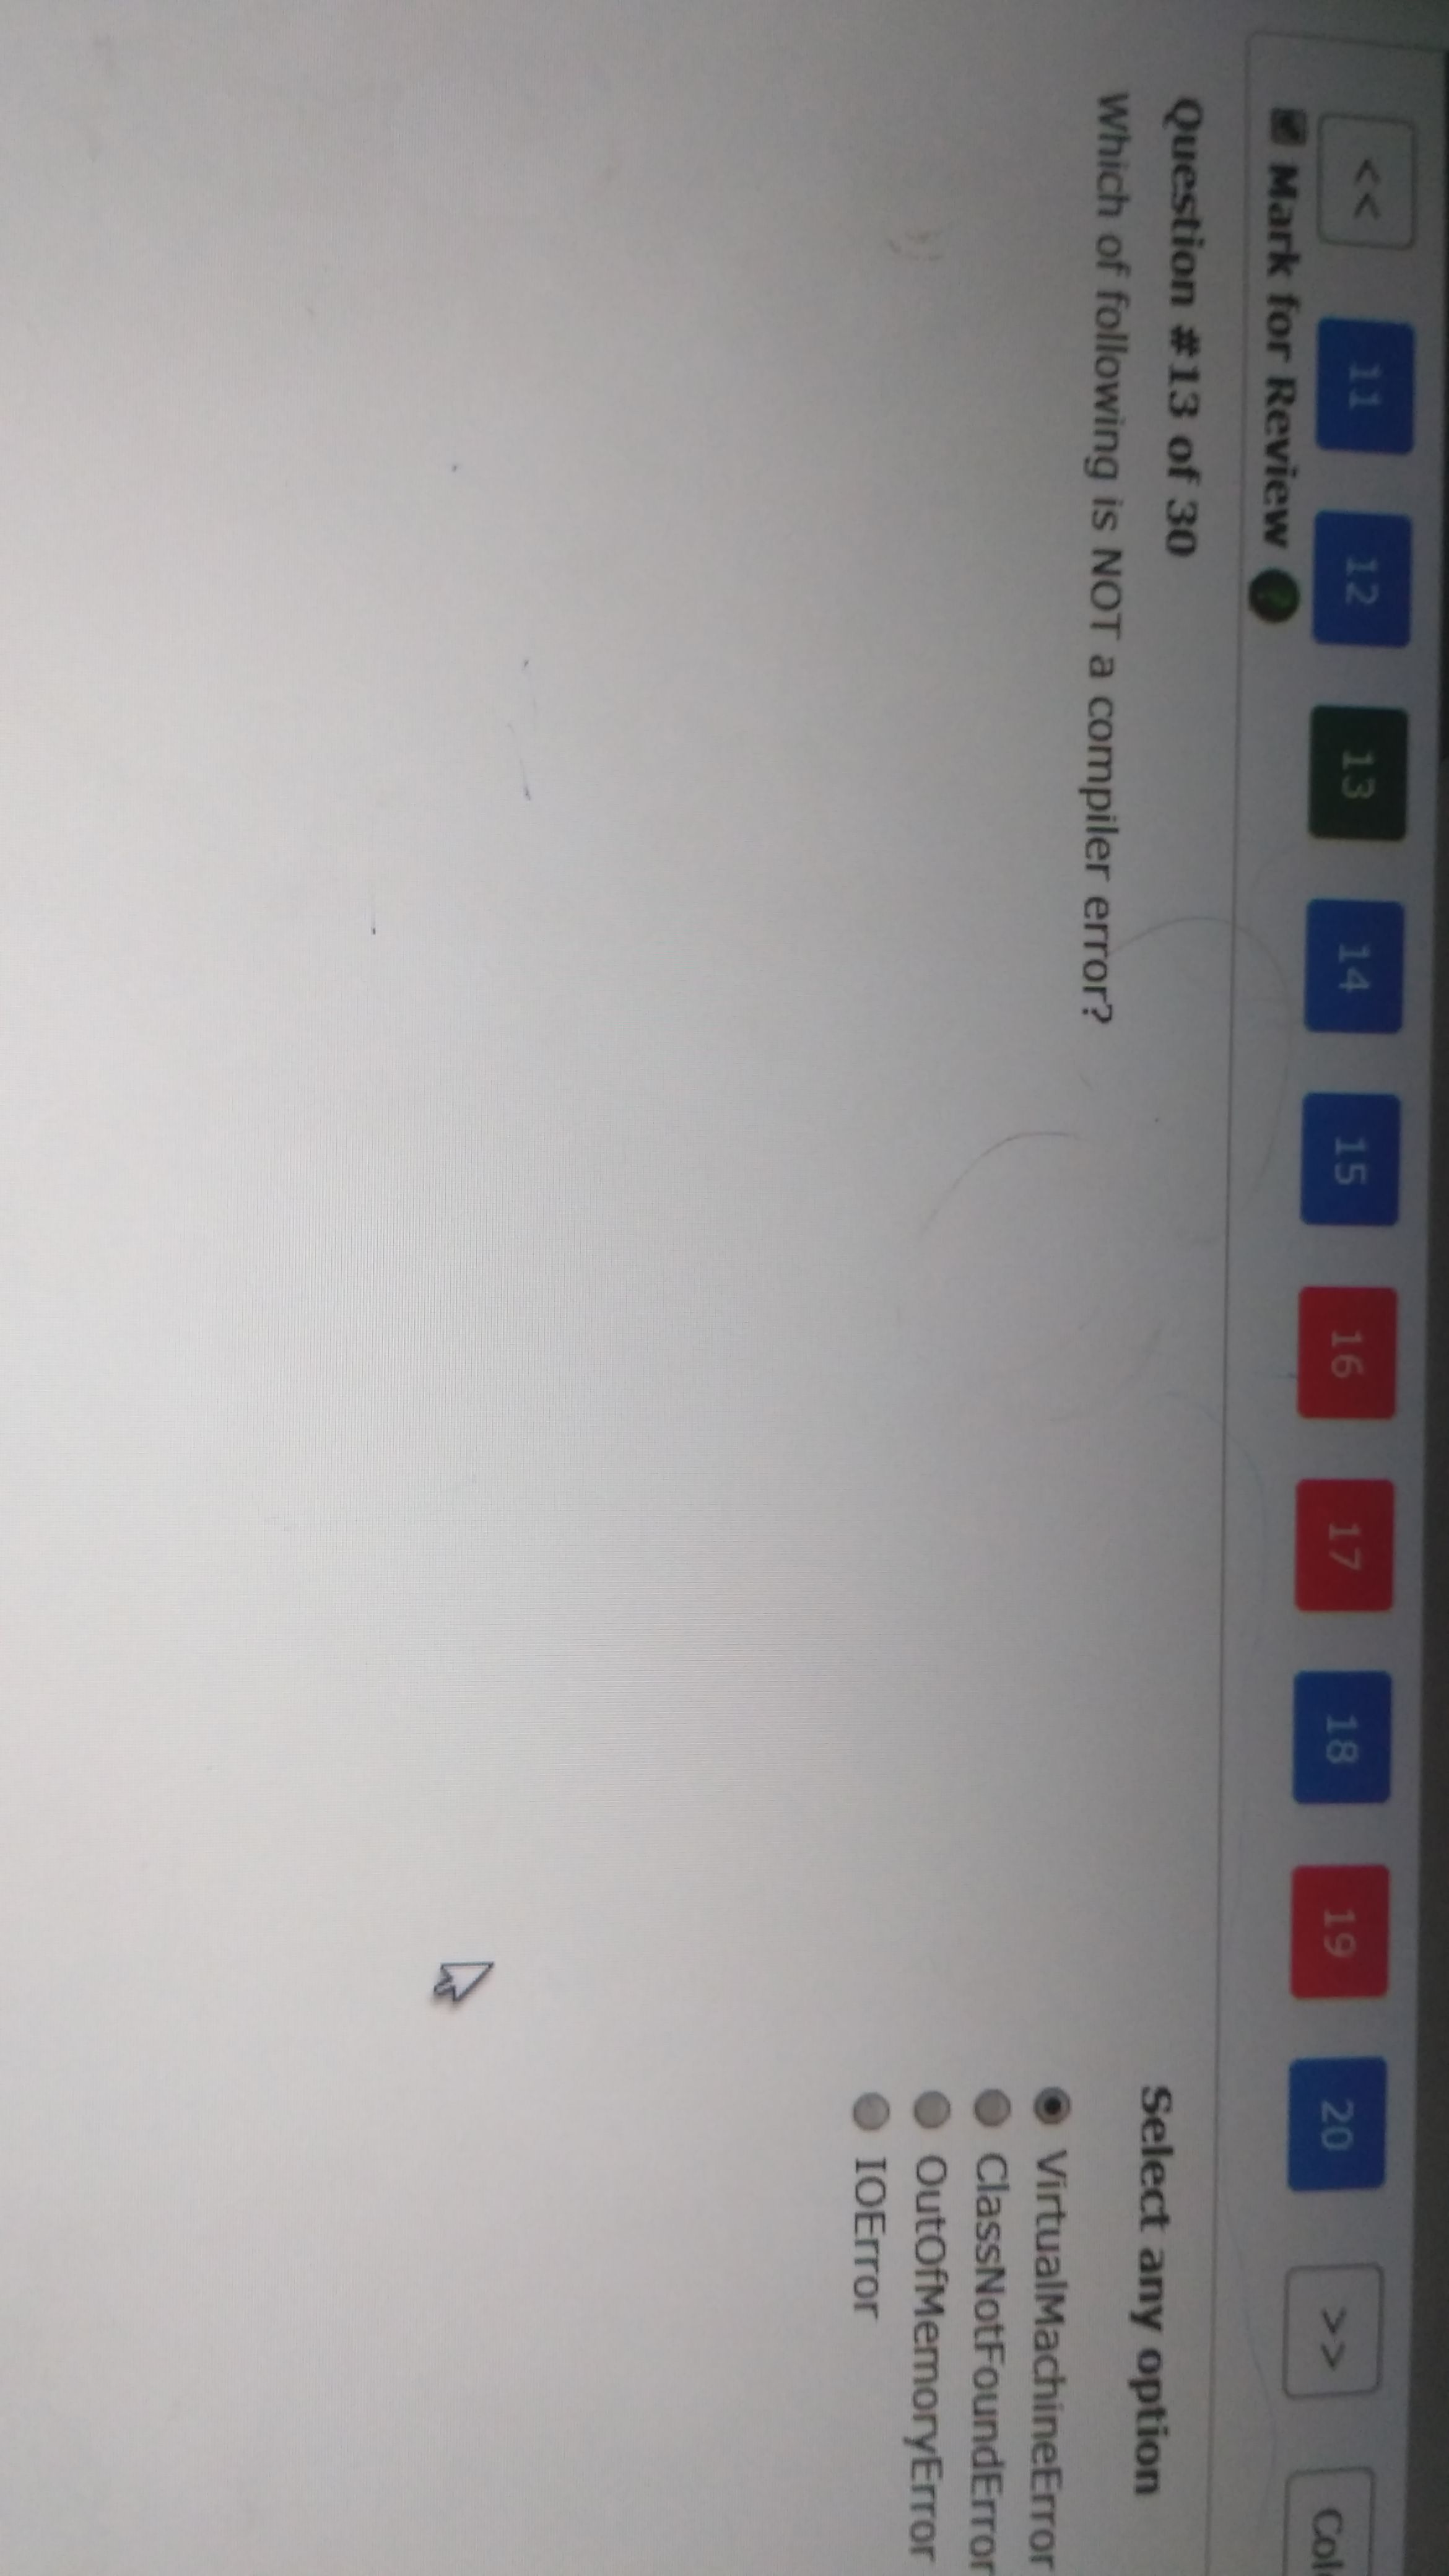 << 11 12 13 14 15 16 17 18 19 20 >>
Mark for Review ?
Question #13 of 30
Which of following is NOT a compiler error?
Select any option
VirtualMachineError
ClassNotFoundError
OutOfMemoryError
IOError